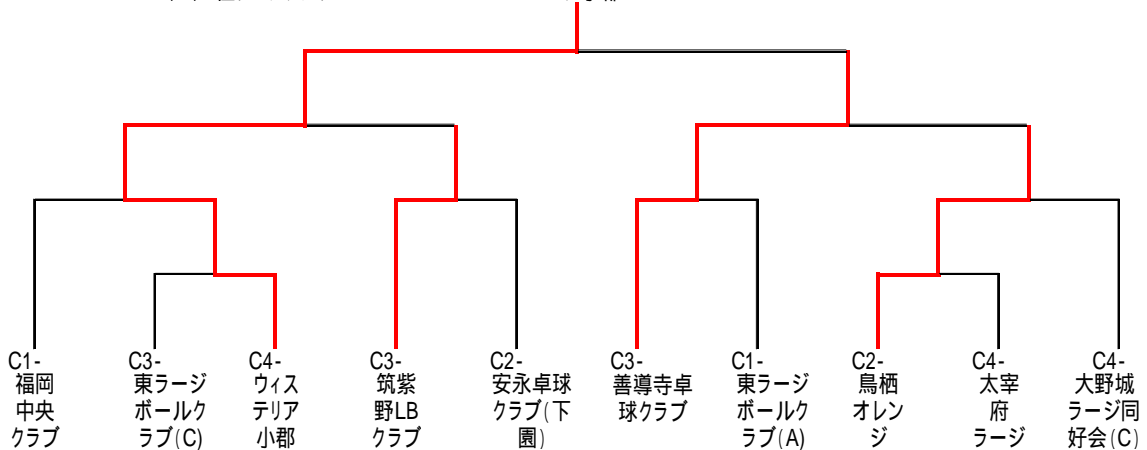 C1-
福岡
中央
クラブ
C3-
東ラージ
ボールク
ラブ(C)
C4-
ウィス
テリア
小郡
C3-
筑紫
野LB
クラブ
C2-
安永卓球
クラブ(下
園)
C3-
善導寺卓
球クラブ
C1-
東ラージ
ボールク
ラブ(A)
C2-
鳥栖
オレン
ジ
C4-
太宰
府
ラージ
C4-
大野城
ラージ同
好会(C)